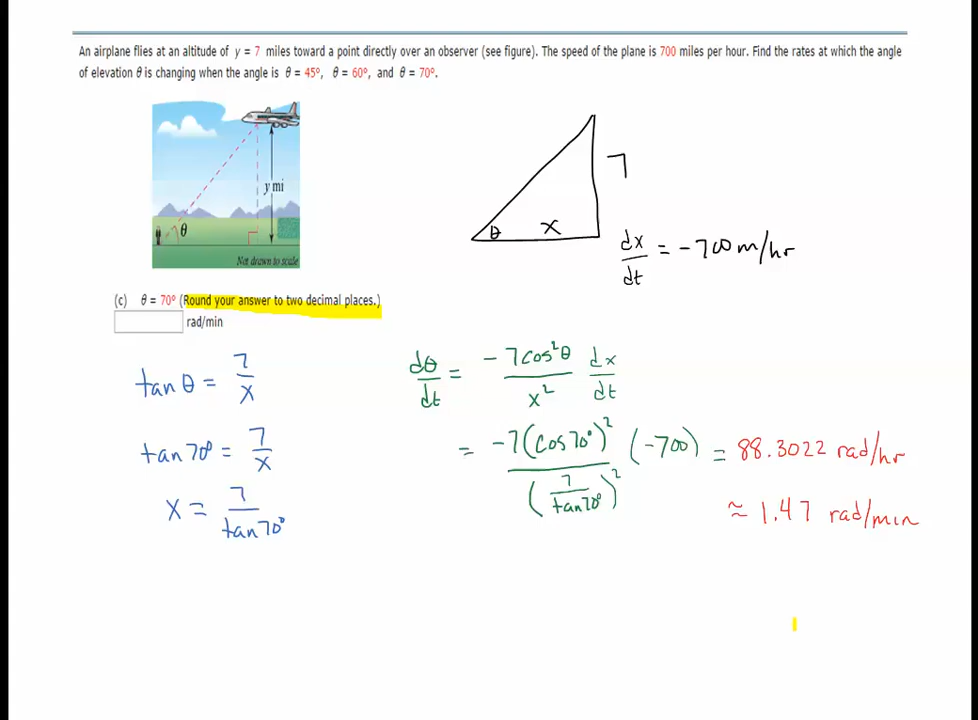 An airplane flies at an altitude of y = 7 miles toward a point directly over an observer (see figure). The speed of the plane is 700 miles per hour. Find the rates at which the angle
of elevation θ is changing when the angle is θ = 45°, θ = 60°, and θ = 70°.
y mi
θ
Not drawn to scale
7
θ x
dx/dt = -700 m/hr
(c) θ = 70° (Round your answer to two decimal places.)
rad/min
tan θ = 7/x
tan 70° = 7/x
x = 7/tan 70°
dθ/dt = -7cos²θ/x² dx/dt
= -7(cos 70°)²/(7/tan 70°)² (-700) = 88.3022 rad/hr
≈ 1.47 rad/min